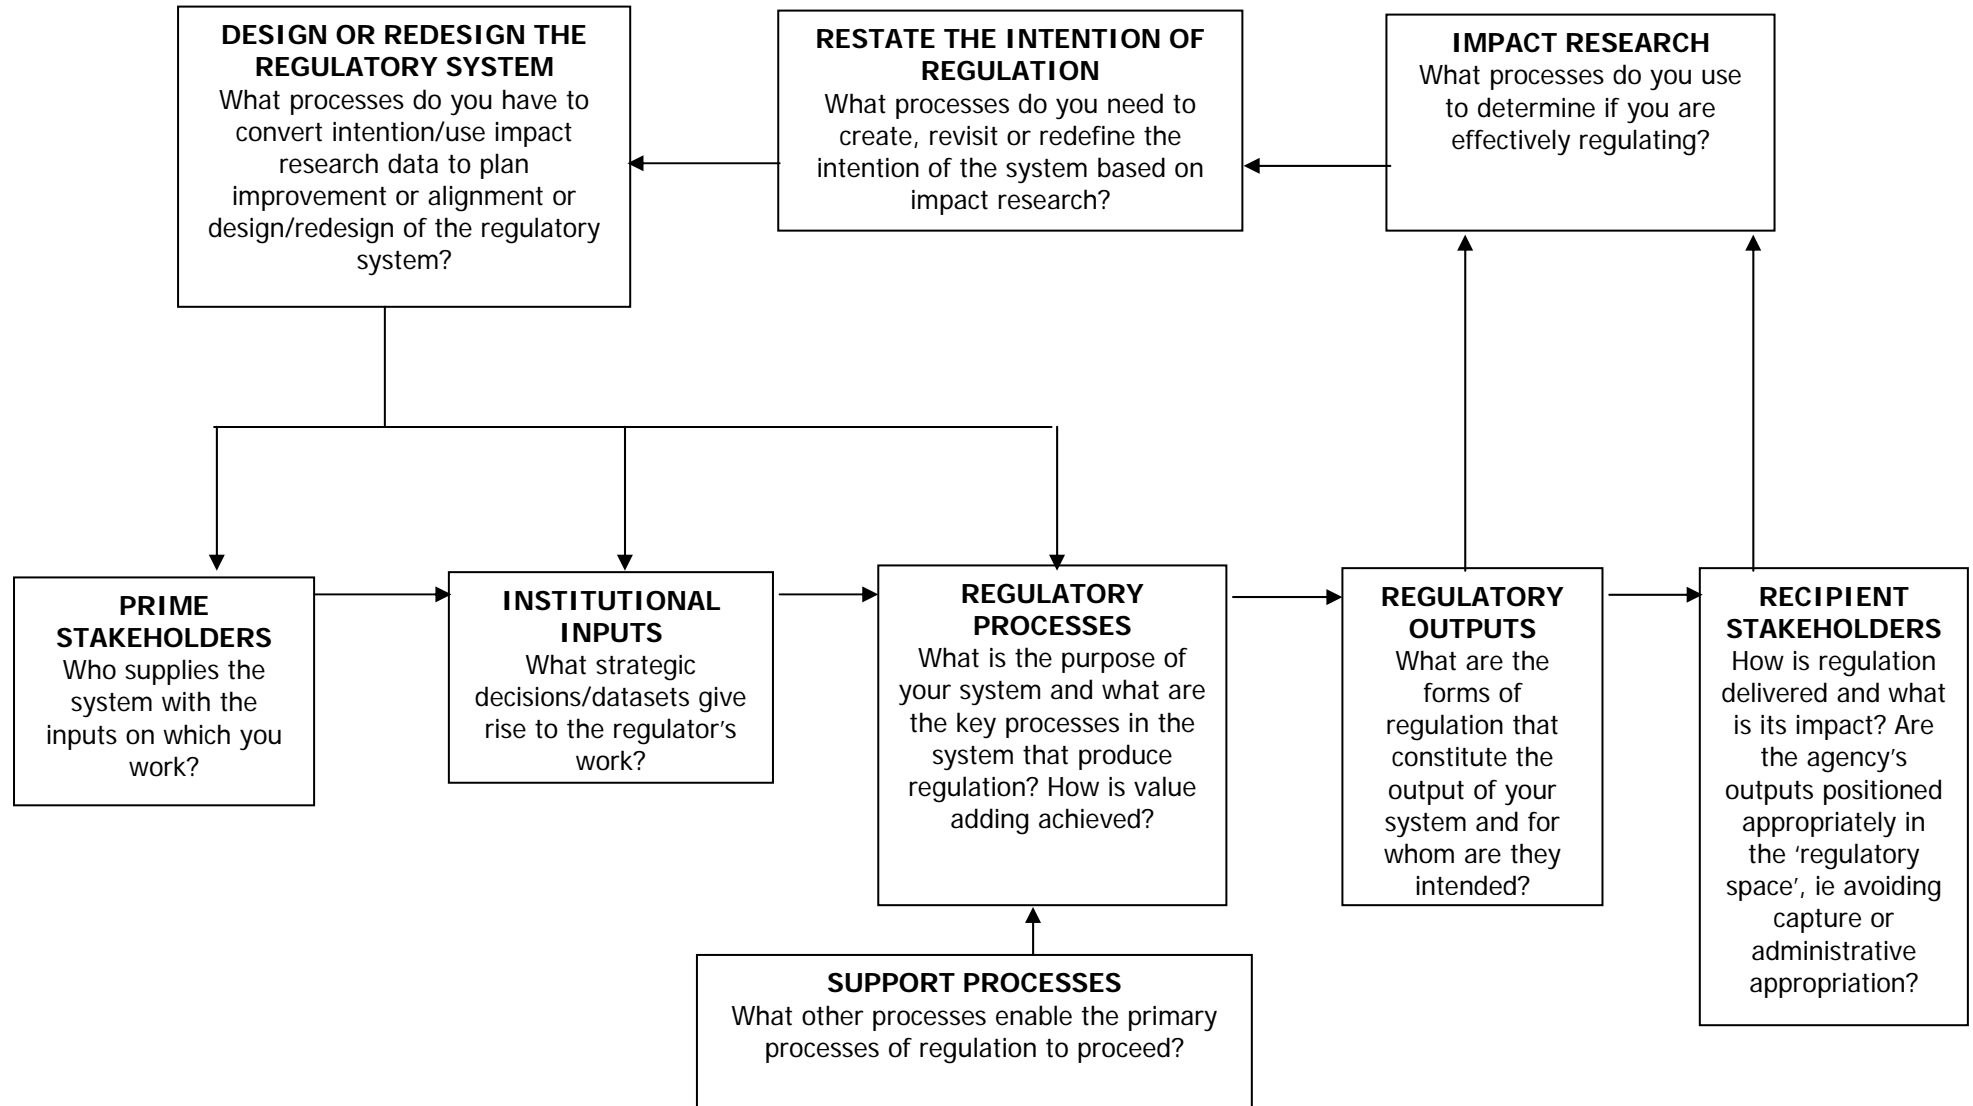 DESIGN OR REDESIGN THE
REGULATORY SYSTEM
What processes do you have to
convert intention/use impact
research data to plan
improvement or alignment or
design/redesign of the regulatory
system?
RESTATE THE INTENTION OF
REGULATION
What processes do you need to
create, revisit or redefine the
intention of the system based on
impact research?
IMPACT RESEARCH
What processes do you use
to determine if you are
effectively regulating?
PRIME
STAKEHOLDERS
Who supplies the
system with the
inputs on which you
work?
INSTITUTIONAL
INPUTS
What strategic
decisions/datasets give
rise to the regulator's
work?
REGULATORY
PROCESSES
What is the purpose of
your system and what are
the key processes in the
system that produce
regulation? How is value
adding achieved?
REGULATORY
OUTPUTS
What are the
forms of
regulation that
constitute the
output of your
system and for
whom are they
intended?
RECIPIENT
STAKEHOLDERS
How is regulation
delivered and what
is its impact? Are
the agency's
outputs positioned
appropriately in
the ‘regulatory
space’, ie avoiding
capture or
administrative
appropriation?
SUPPORT PROCESSES
What other processes enable the primary
processes of regulation to proceed?